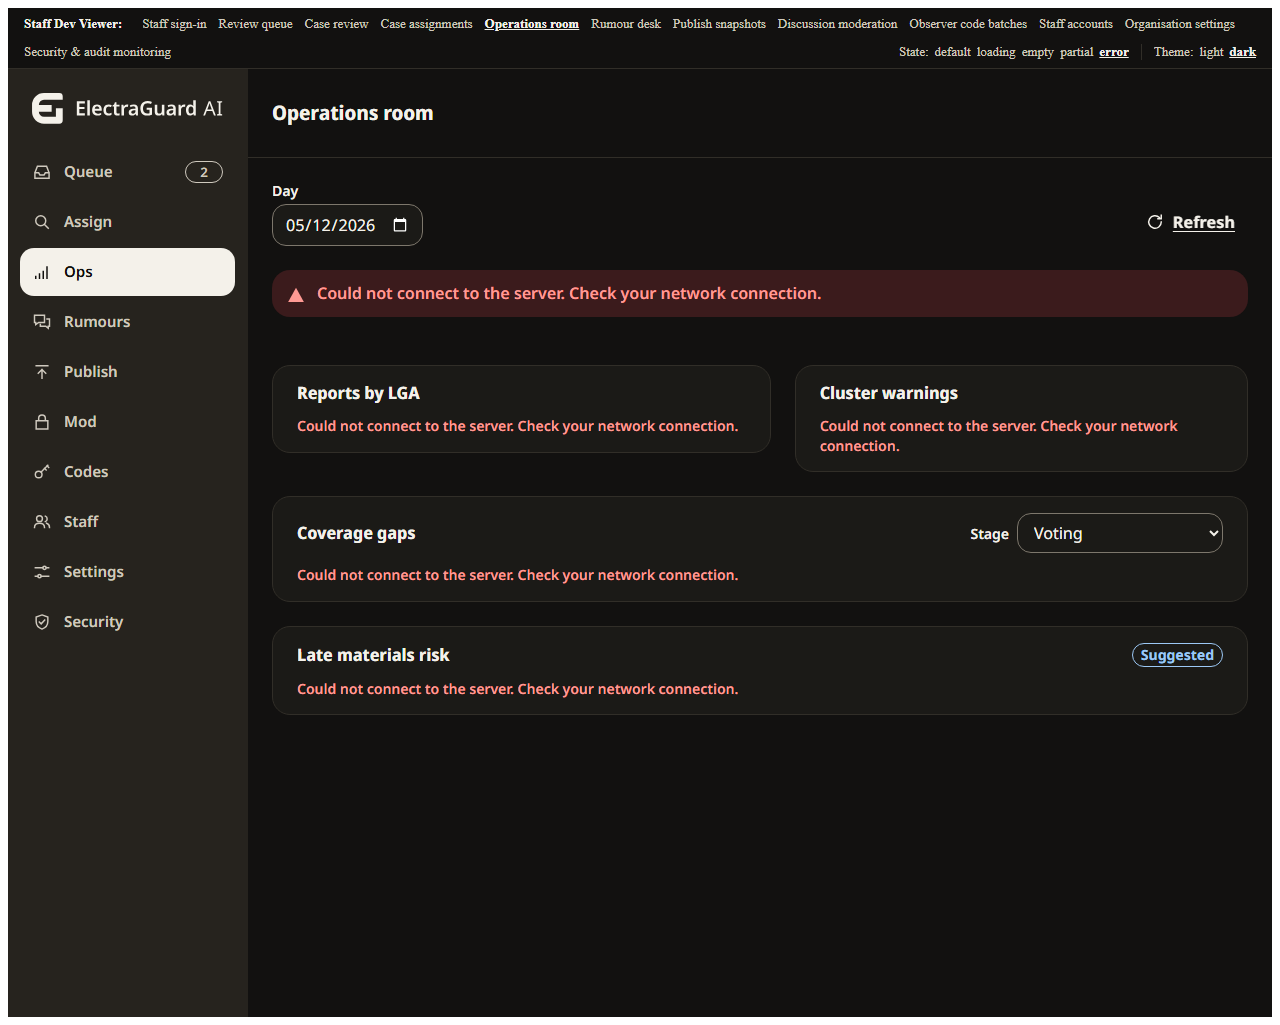 Staff Dev Viewer: Staff sign-in Review queue Case review Case assignments Operations room Rumour desk Publish snapshots Discussion moderation Observer code batches Staff accounts Organisation settings
Security & audit monitoring State: default loading empty partial error Theme: light dark
ElectraGuard AI
Queue 2
Assign
Ops
Rumours
Publish
Mod
Codes
Staff
Settings
Security
Operations room
Day
05/12/2026
Refresh
Could not connect to the server. Check your network connection.
Reports by LGA
Could not connect to the server. Check your network connection.
Cluster warnings
Could not connect to the server. Check your network
connection.
Coverage gaps
Stage Voting
Could not connect to the server. Check your network connection.
Late materials risk
Suggested
Could not connect to the server. Check your network connection.